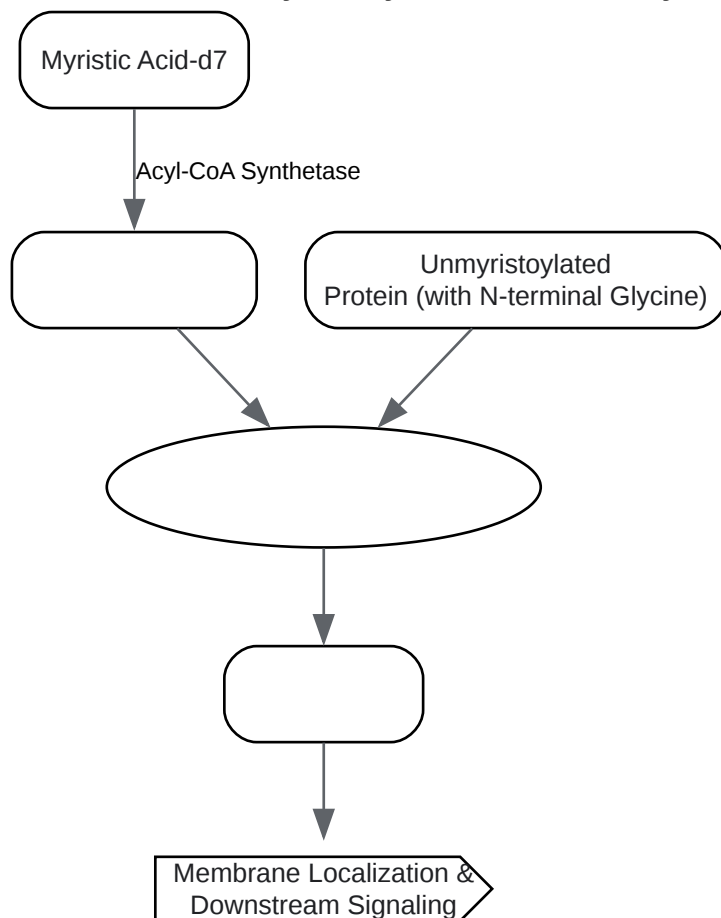 Myristic Acid-d7
Acyl-CoA Synthetase
Unmyristoylated
Protein (with N-terminal Glycine)
Membrane Localization &
Downstream Signaling